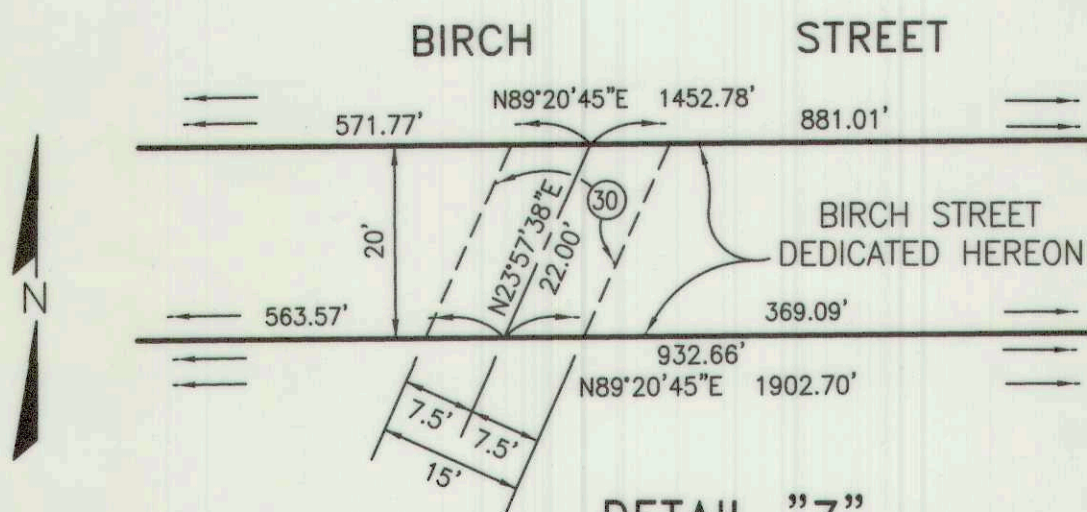 BIRCH STREET
N89°20'45"E 1452.78'
571.77' 881.01'
30
N23°57'38"E
22.00'
20'
BIRCH STREET
DEDICATED HEREON
N
563.57' 369.09'
932.66'
N89°20'45"E 1902.70'
7.5'
7.5'
15'